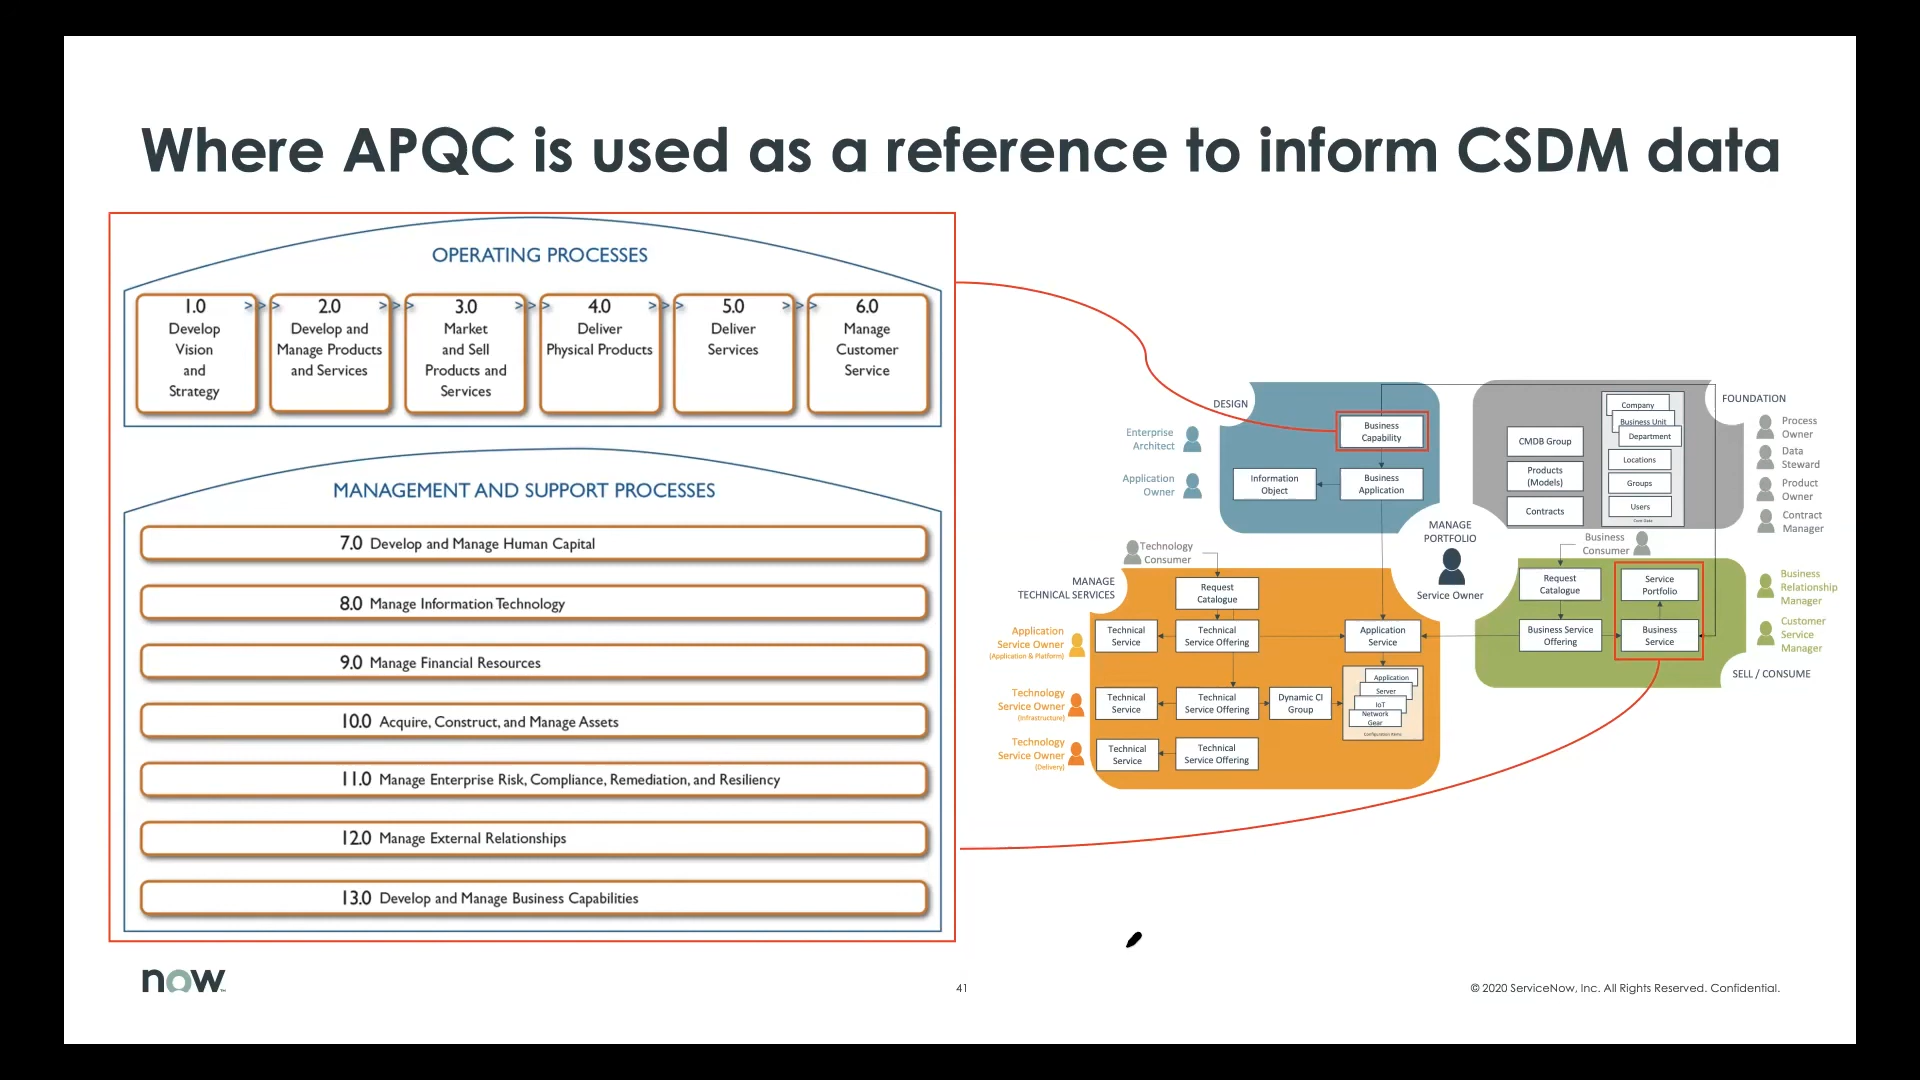 Where APQC is used as a reference to inform CSDM data
OPERATING PROCESSES
1.0
Develop
Vision
and
Strategy
> > >
2.0
Develop and
Manage Products
and Services
> > >
3.0
Market
and Sell
Products and
Services
> > >
4.0
Deliver
Physical Products
> > >
5.0
Deliver
Services
> > >
6.0
Manage
Customer
Service
MANAGEMENT AND SUPPORT PROCESSES
7.0 Develop and Manage Human Capital
8.0 Manage Information Technology
9.0 Manage Financial Resources
10.0 Acquire, Construct, and Manage Assets
11.0 Manage Enterprise Risk, Compliance, Remediation, and Resiliency
12.0 Manage External Relationships
13.0 Develop and Manage Business Capabilities
DESIGN
Enterprise
Architect
Application
Owner
Business
Capability
Information
Object
Business
Application
FOUNDATION
CMDB Group
Products
(Models)
Contracts
Company
Business Unit
Department
Locations
Groups
Users
Core Data
Process
Owner
Data
Steward
Product
Owner
Contract
Manager
MANAGE
PORTFOLIO
Service Owner
Technology
Consumer
MANAGE
TECHNICAL SERVICES
Request
Catalogue
Application
Service Owner
(Application & Platform)
Technical
Service
Technical
Service Offering
Application
Service
Technology
Service Owner
(Infrastructure)
Technical
Service
Technical
Service Offering
Dynamic CI
Group
Application
Server
IoT
Network
Gear
Configuration Items
Technology
Service Owner
(Delivery)
Technical
Service
Technical
Service Offering
Business
Consumer
Request
Catalogue
Service
Portfolio
Business Service
Offering
Business
Service
Business
Relationship
Manager
Customer
Service
Manager
SELL / CONSUME
now™
41
© 2020 ServiceNow, Inc. All Rights Reserved. Confidential.